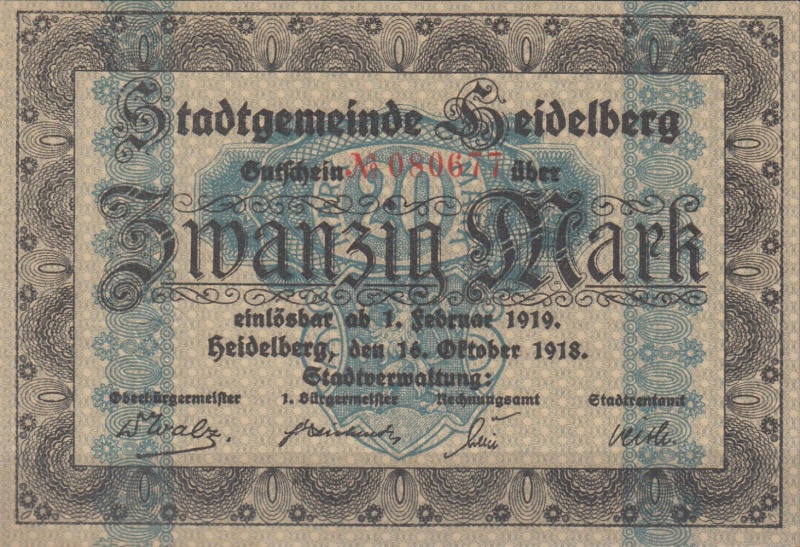 Stadtgemeinde Heidelberg
Gutschein № 080677 über
20
Zwanzig Mark
einlösbar ab 1. Februar 1919.
Heidelberg, den 16. Oktober 1918.
Stadtverwaltung:
Oberbürgermeister 1. Bürgermeister Rechnungsamt Stadtrentamt
Walz.